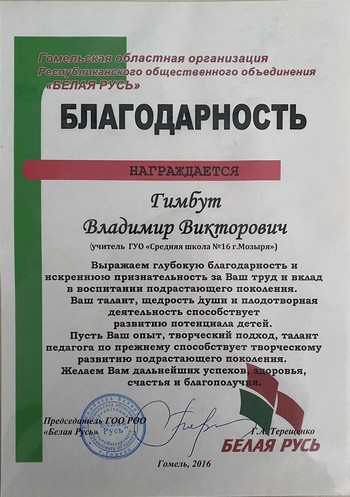 Гомельская областная организация
Республиканского общественного объединения
«БЕЛАЯ РУСЬ»
БЛАГОДАРНОСТЬ
НАГРАЖДАЕТСЯ
Гимбут
Владимир Викторович
(учитель ГУО «Средняя школа №16 г.Мозыря»)
Выражаем глубокую благодарность и
искреннюю признательность за Ваш труд и вклад
в воспитании подрастающего поколения.
Ваш талант, щедрость души и плодотворная
деятельность способствует
развитию потенциала детей.
Пусть Ваш опыт, творческий подход, талант
педагога по прежнему способствует творческому
развитию подрастающего поколения.
Желаем Вам дальнейших успехов, здоровья,
счастья и благополучия.
Председатель ГОО РОО
«Белая Русь»
Г.А. Терещенко
БЕЛАЯ РУСЬ
Гомель, 2016